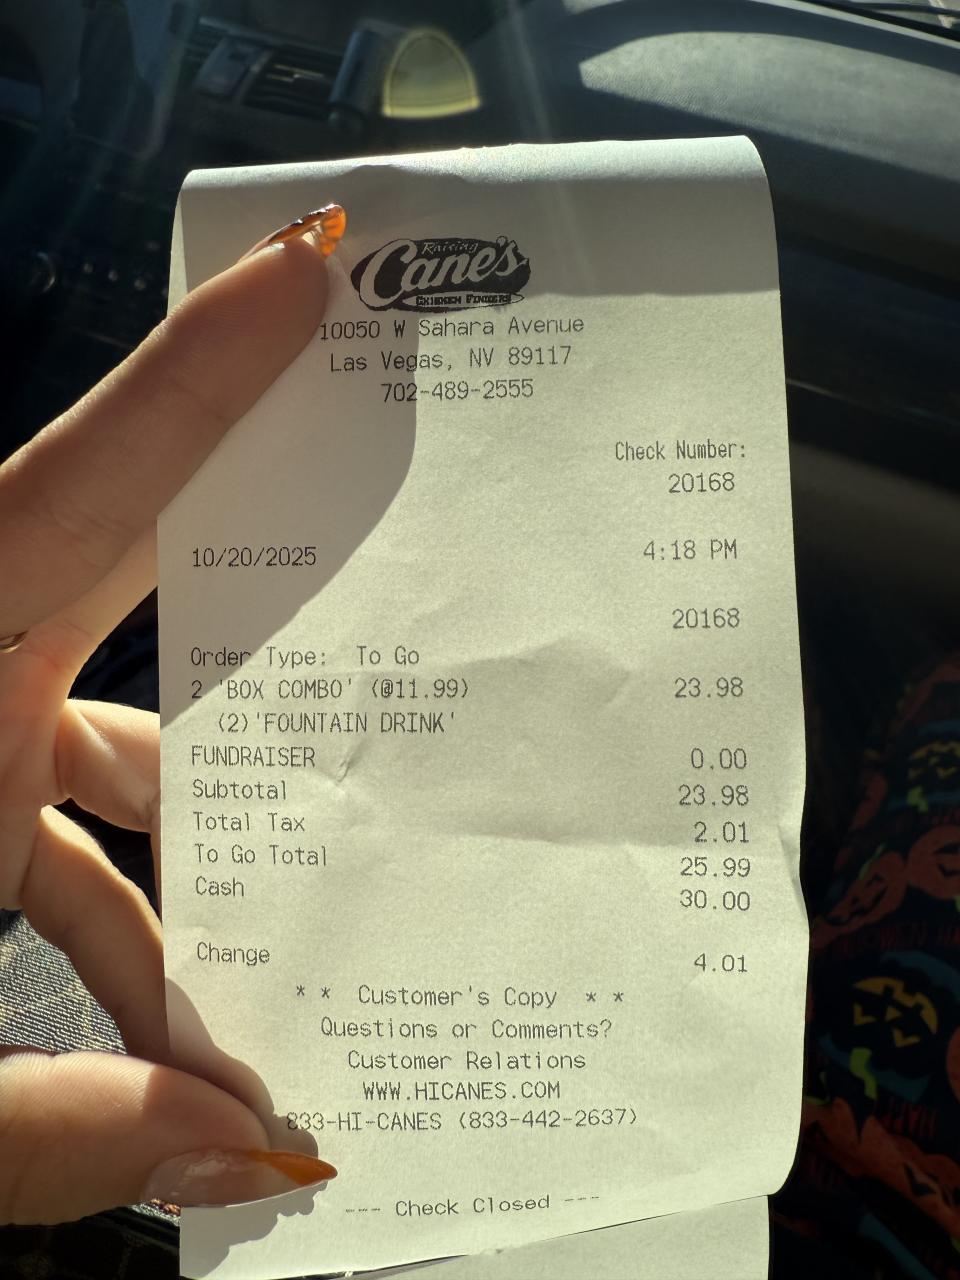 Raising
Cane's
CHICKEN FINGERS
10050 W Sahara Avenue
Las Vegas, NV 89117
702-489-2555
Check Number:
20168
10/20/2025 4:18 PM
20168
Order Type: To Go
2 'BOX COMBO' (@11.99) 23.98
(2)'FOUNTAIN DRINK'
FUNDRAISER 0.00
Subtotal 23.98
Total Tax 2.01
To Go Total 25.99
Cash 30.00
Change 4.01
* * Customer's Copy * *
Questions or Comments?
Customer Relations
WWW.HICANES.COM
833-HI-CANES (833-442-2637)
--- Check Closed ---